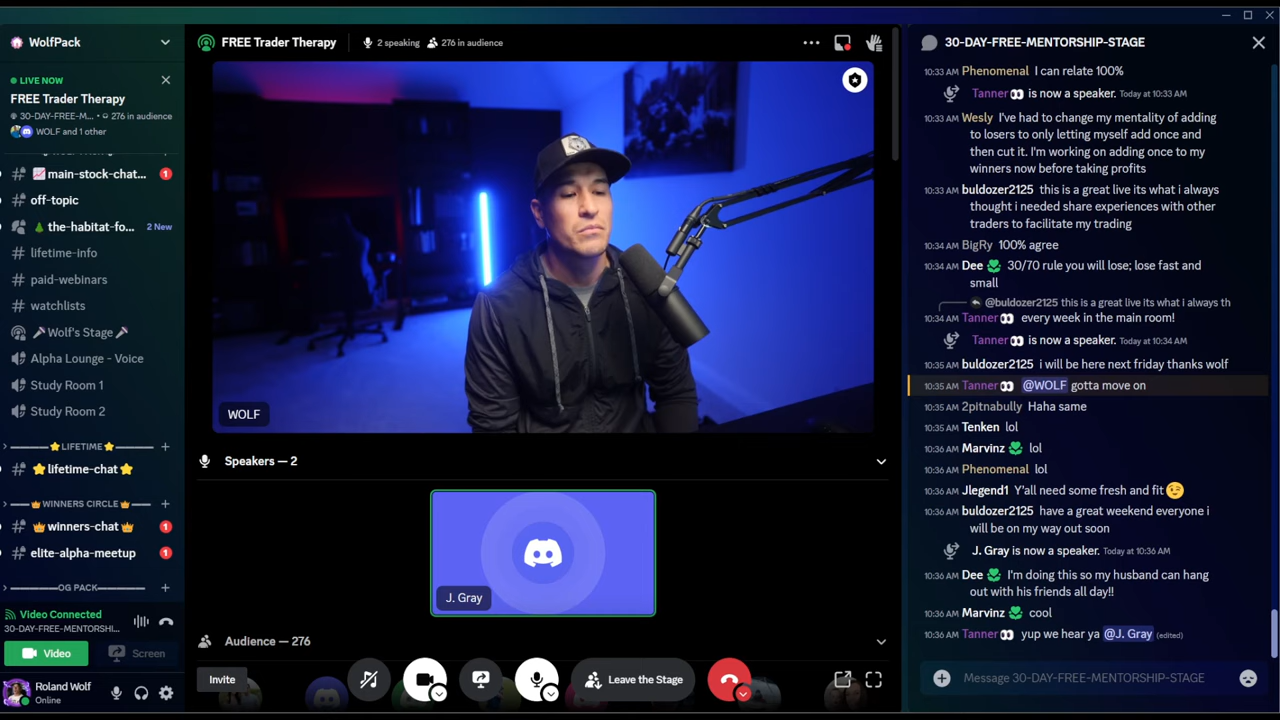 WolfPack
LIVE NOW
FREE Trader Therapy
30-DAY-FREE-M... • 276 in audience
WOLF and 1 other
main-stock-chat... 1
off-topic
the-habitat-fo... 2 New
lifetime-info
paid-webinars
watchlists
Wolf's Stage
Alpha Lounge - Voice
Study Room 1
Study Room 2
LIFETIME
lifetime-chat
WINNERS CIRCLE
winners-chat 1
elite-alpha-meetup 1
OG PACK
Video Connected
30-DAY-FREE-MENTORSHI...
Video Screen
Roland Wolf
Online
FREE Trader Therapy 2 speaking 276 in audience
WOLF
Speakers — 2
J. Gray
Audience — 276
Invite
Leave the Stage
30-DAY-FREE-MENTORSHIP-STAGE
10:33 AM Phenomenal I can relate 100%
Tanner👀 is now a speaker. Today at 10:33 AM
10:33 AM Wesly I've had to change my mentality of adding
to losers to only letting myself add once and
then cut it. I'm working on adding once to my
winners now before taking profits
10:33 AM buldozer2125 this is a great live its what i always
thought i needed share experiences with other
traders to facilitate my trading
10:34 AM BigRy 100% agree
10:34 AM Dee 30/70 rule you will lose; lose fast and
small
@buldozer2125 this is a great live its what i always th
10:34 AM Tanner👀 every week in the main room!
Tanner👀 is now a speaker. Today at 10:34 AM
10:35 AM buldozer2125 i will be here next friday thanks wolf
10:35 AM Tanner👀 @WOLF gotta move on
10:35 AM 2pitnabully Haha same
10:35 AM Tenken lol
10:36 AM Marvinz lol
10:36 AM Phenomenal lol
10:36 AM Jlegend1 Y'all need some fresh and fit😉
10:36 AM buldozer2125 have a great weekend everyone i
will be on my way out soon
J. Gray is now a speaker. Today at 10:36 AM
10:36 AM Dee I'm doing this so my husband can hang
out with his friends all day!!
10:36 AM Marvinz cool
10:36 AM Tanner👀 yup we hear ya @J. Gray (edited)
Message 30-DAY-FREE-MENTORSHIP-STAGE